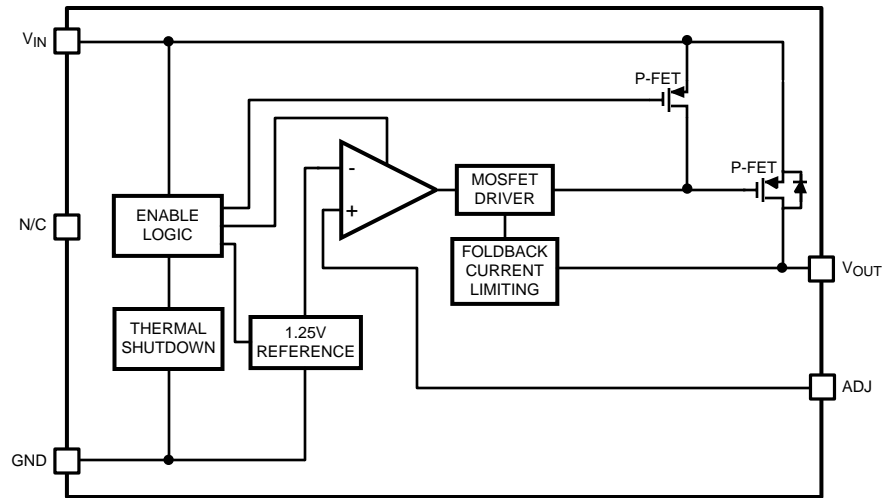 VIN
P-FET
P-FET
-
+
MOSFET
DRIVER
N/C
ENABLE
LOGIC
FOLDBACK
CURRENT
LIMITING
VOUT
THERMAL
SHUTDOWN
1.25V
REFERENCE
ADJ
GND